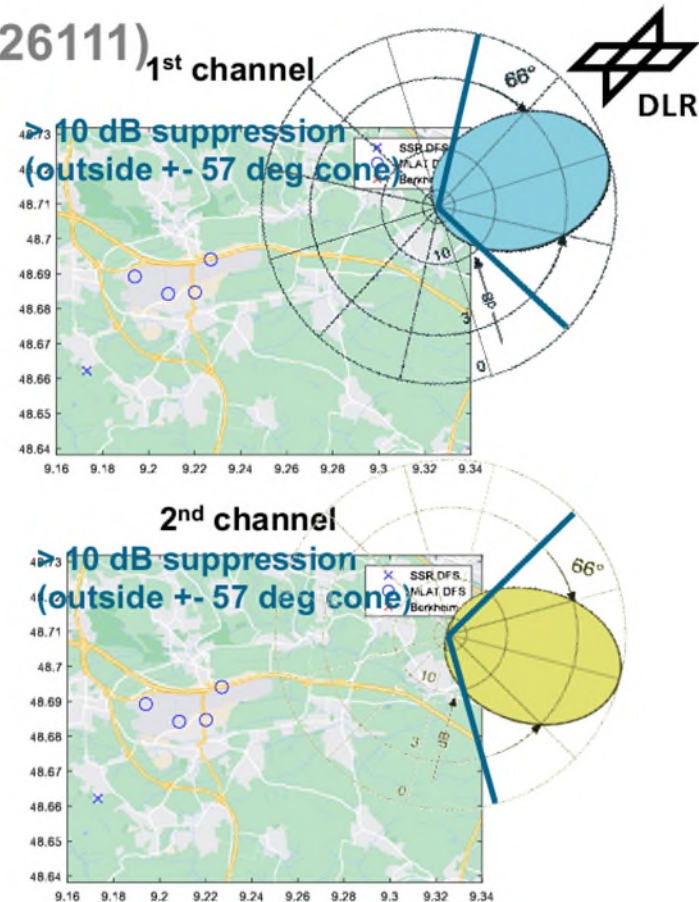 26111)
DLR
1st channel
> 10 dB suppression
(outside +- 57 deg cone)
SSR DFS
66°
10
3
0
dB
48.71
48.7
48.69
48.68
48.67
48.66
48.65
48.64
9.16 9.18 9.2 9.22 9.24 9.26 9.28 9.3 9.32 9.34
2nd channel
> 10 dB suppression
(outside +- 57 deg cone)
SSR DFS
MLAT DFS
Berkheim
66°
10
3
0
dB
48.71
48.7
48.69
48.68
48.67
48.66
48.65
48.64
9.16 9.18 9.2 9.22 9.24 9.26 9.28 9.3 9.32 9.34